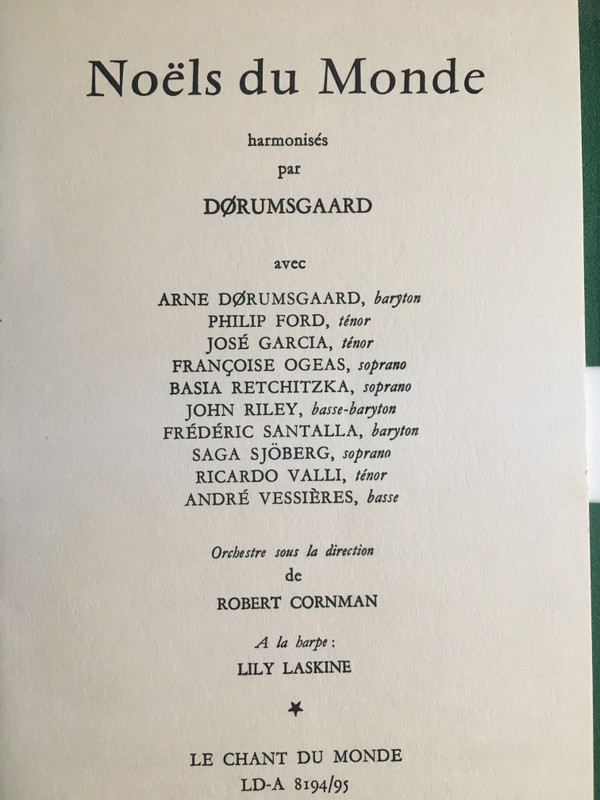 Noëls du Monde
harmonisés
par
DØRUMSGAARD
avec
ARNE DØRUMSGAARD, baryton
PHILIP FORD, ténor
JOSÉ GARCIA, ténor
FRANÇOISE OGEAS, soprano
BASIA RETCHITZKA, soprano
JOHN RILEY, basse-baryton
FRÉDÉRIC SANTALLA, baryton
SAGA SJÖBERG, soprano
RICARDO VALLI, ténor
ANDRÉ VESSIÈRES, basse
Orchestre sous la direction
de
ROBERT CORNMAN
A la harpe :
LILY LASKINE
LE CHANT DU MONDE
LD-A 8194/95